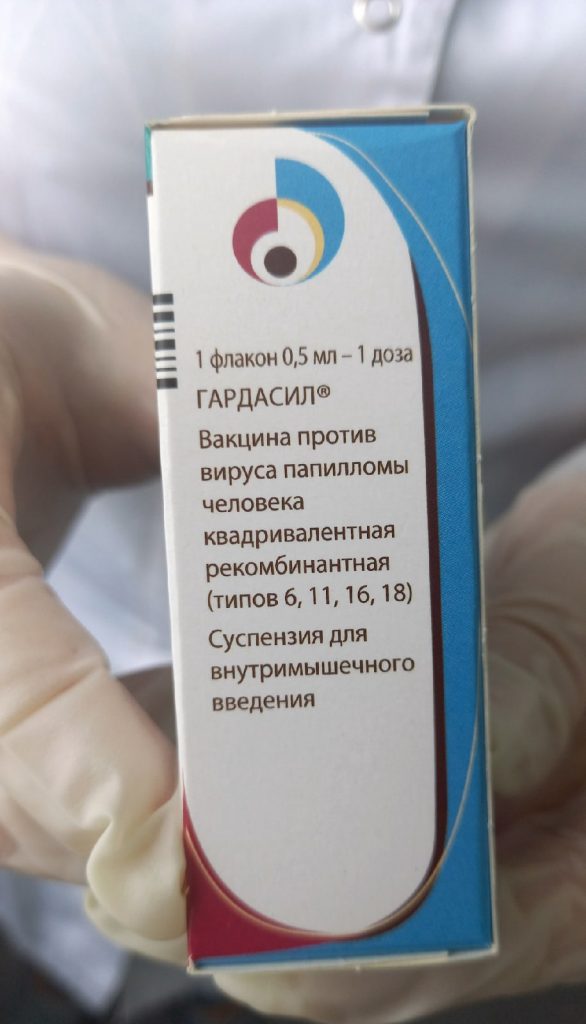 1 флакон 0,5 мл – 1 доза
ГАРДАСИЛ®
Вакцина против
вируса папилломы
человека
квадривалентная
рекомбинантная
(типов 6, 11, 16, 18)
Суспензия для
внутримышечного
введения